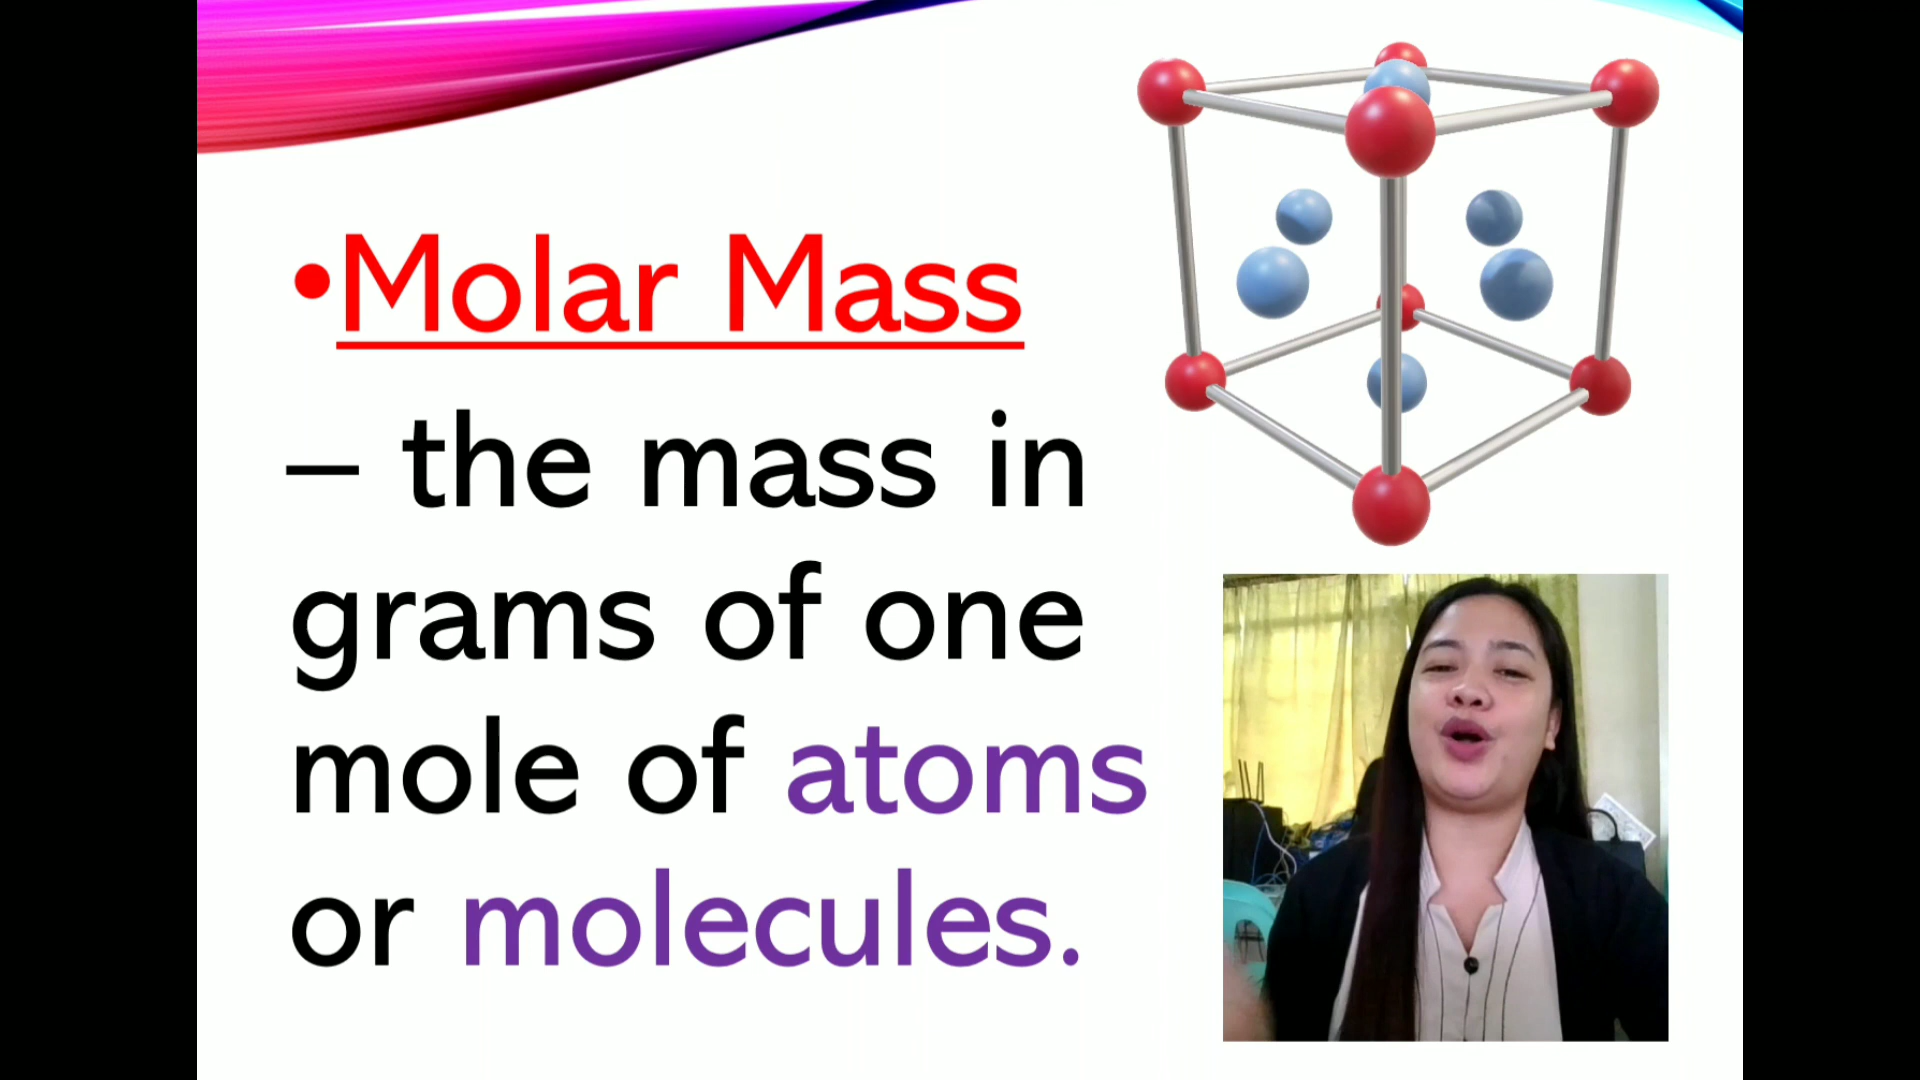 •Molar Mass
– the mass in
grams of one
mole of atoms
or molecules.